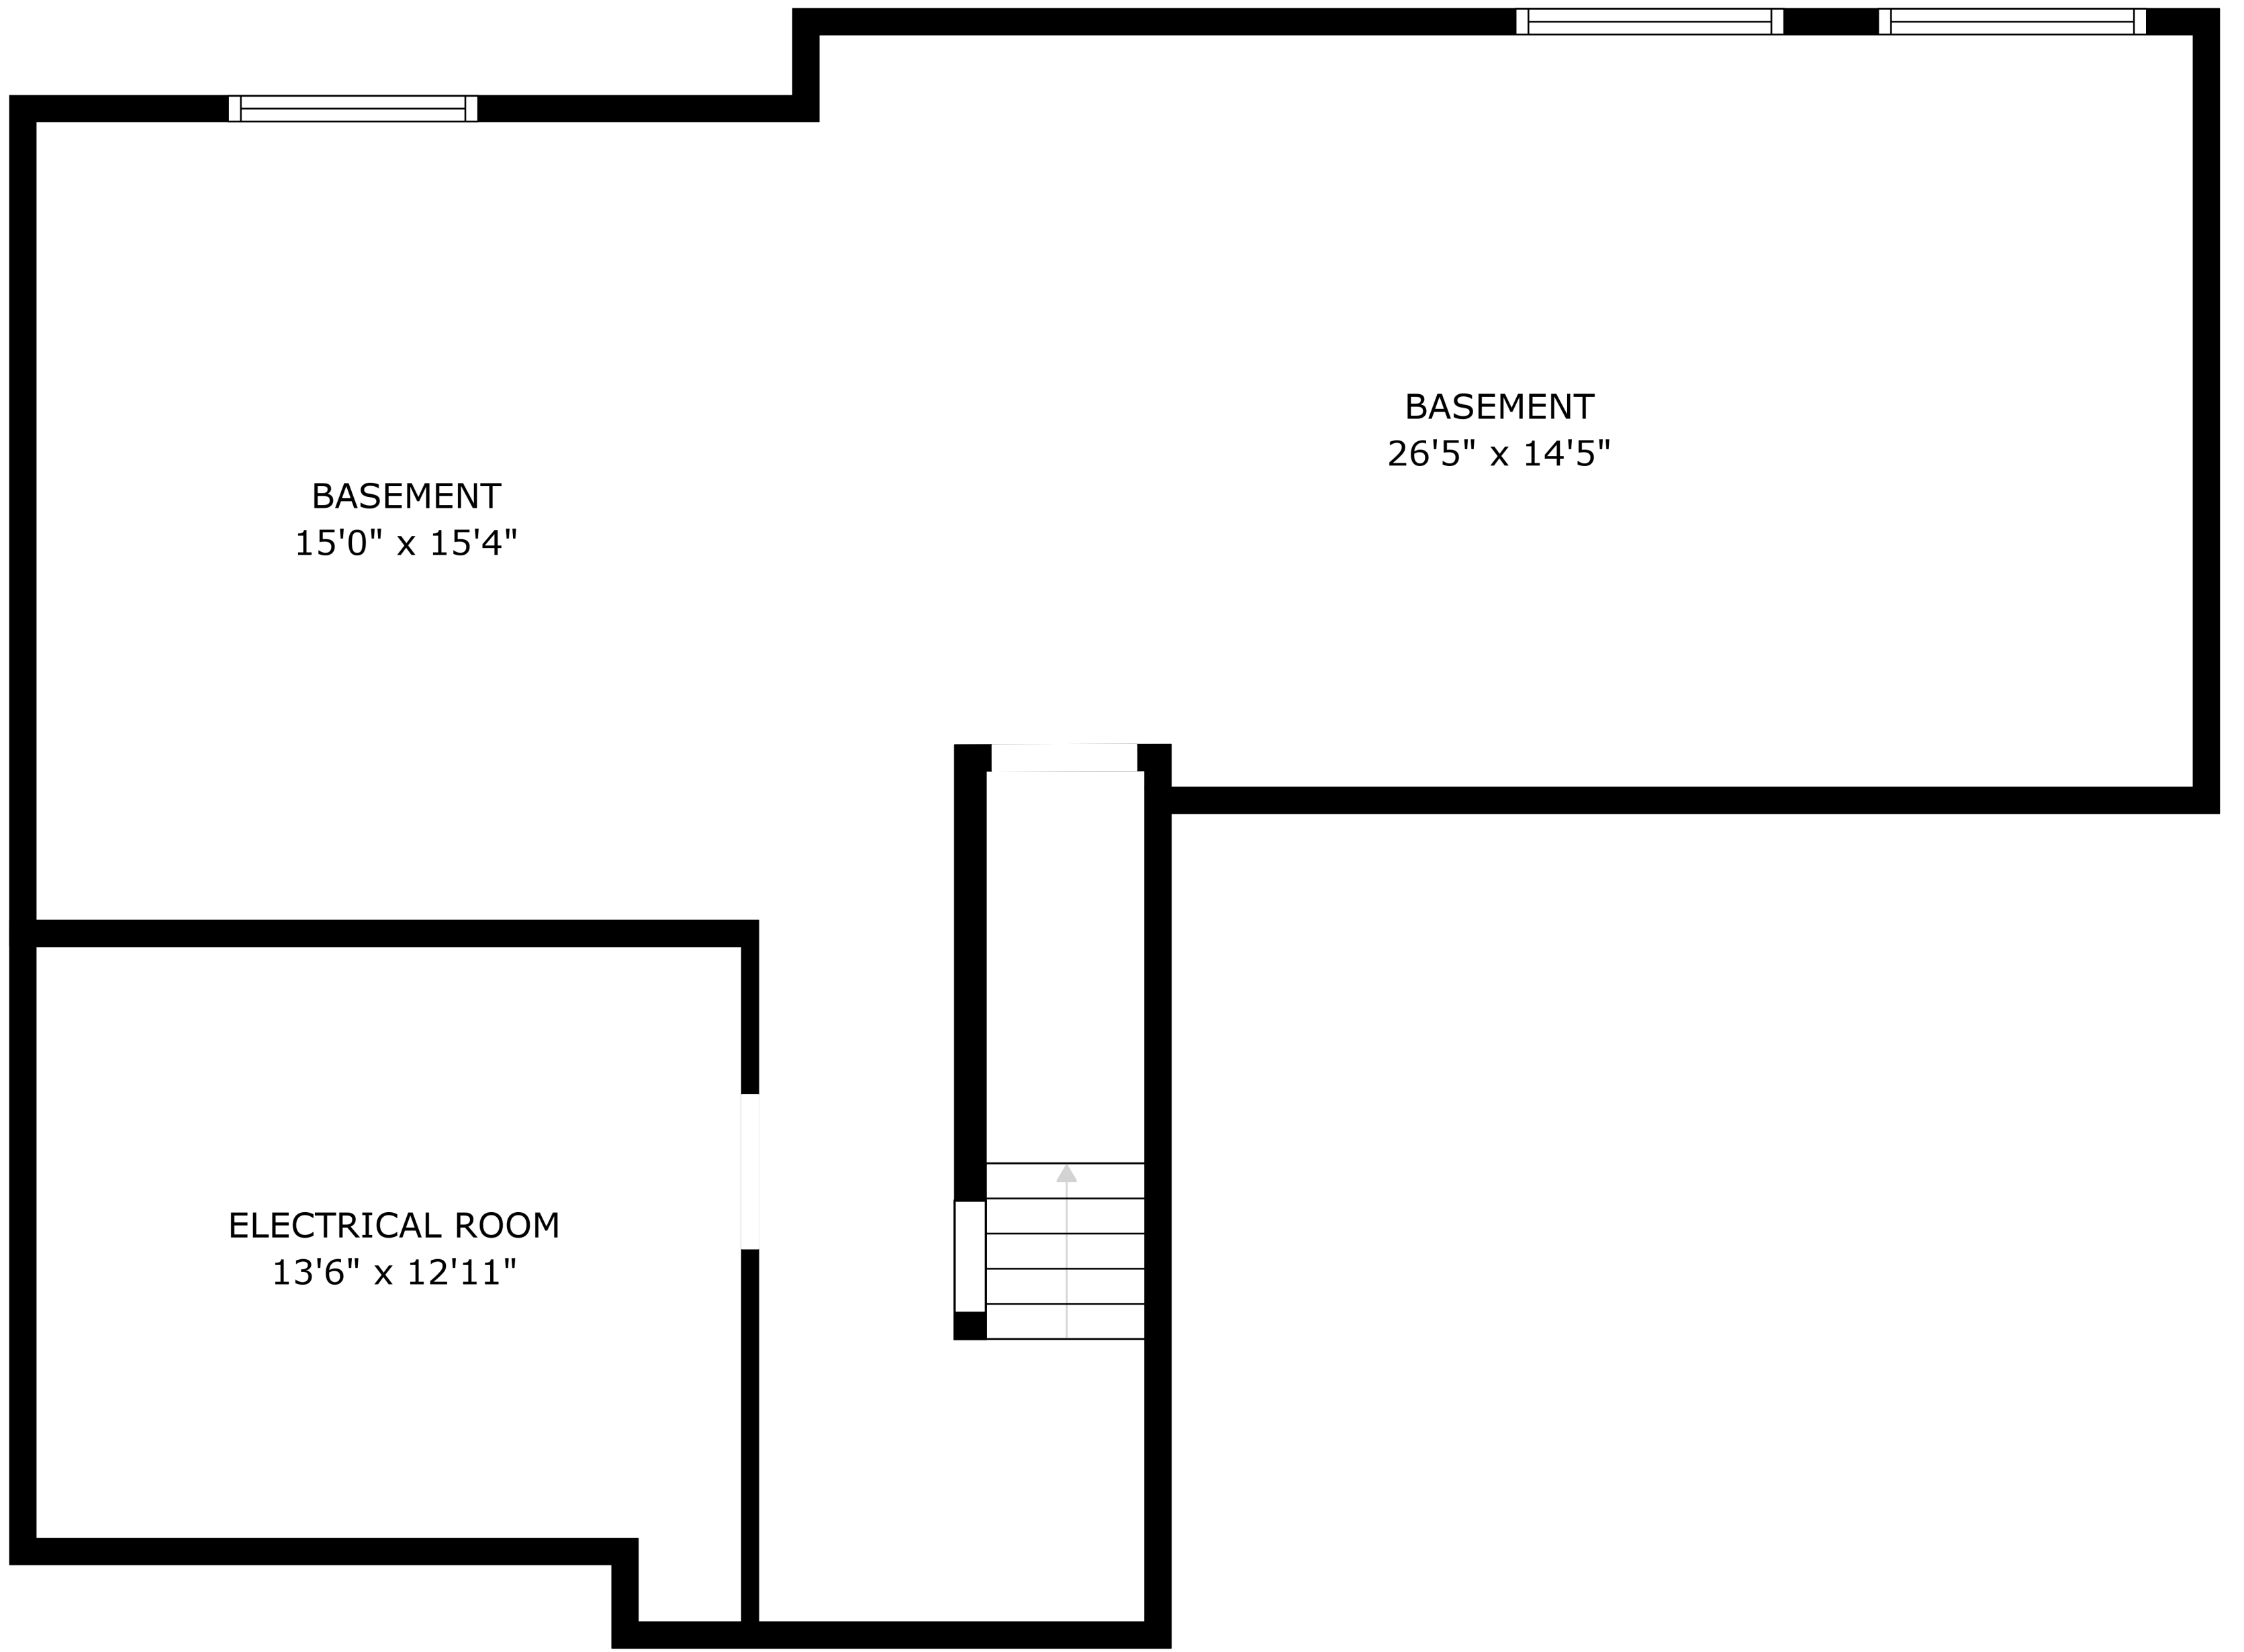 BASEMENT
26'5" x 14'5"
BASEMENT
15'0" x 15'4"
ELECTRICAL ROOM
13'6" x 12'11"